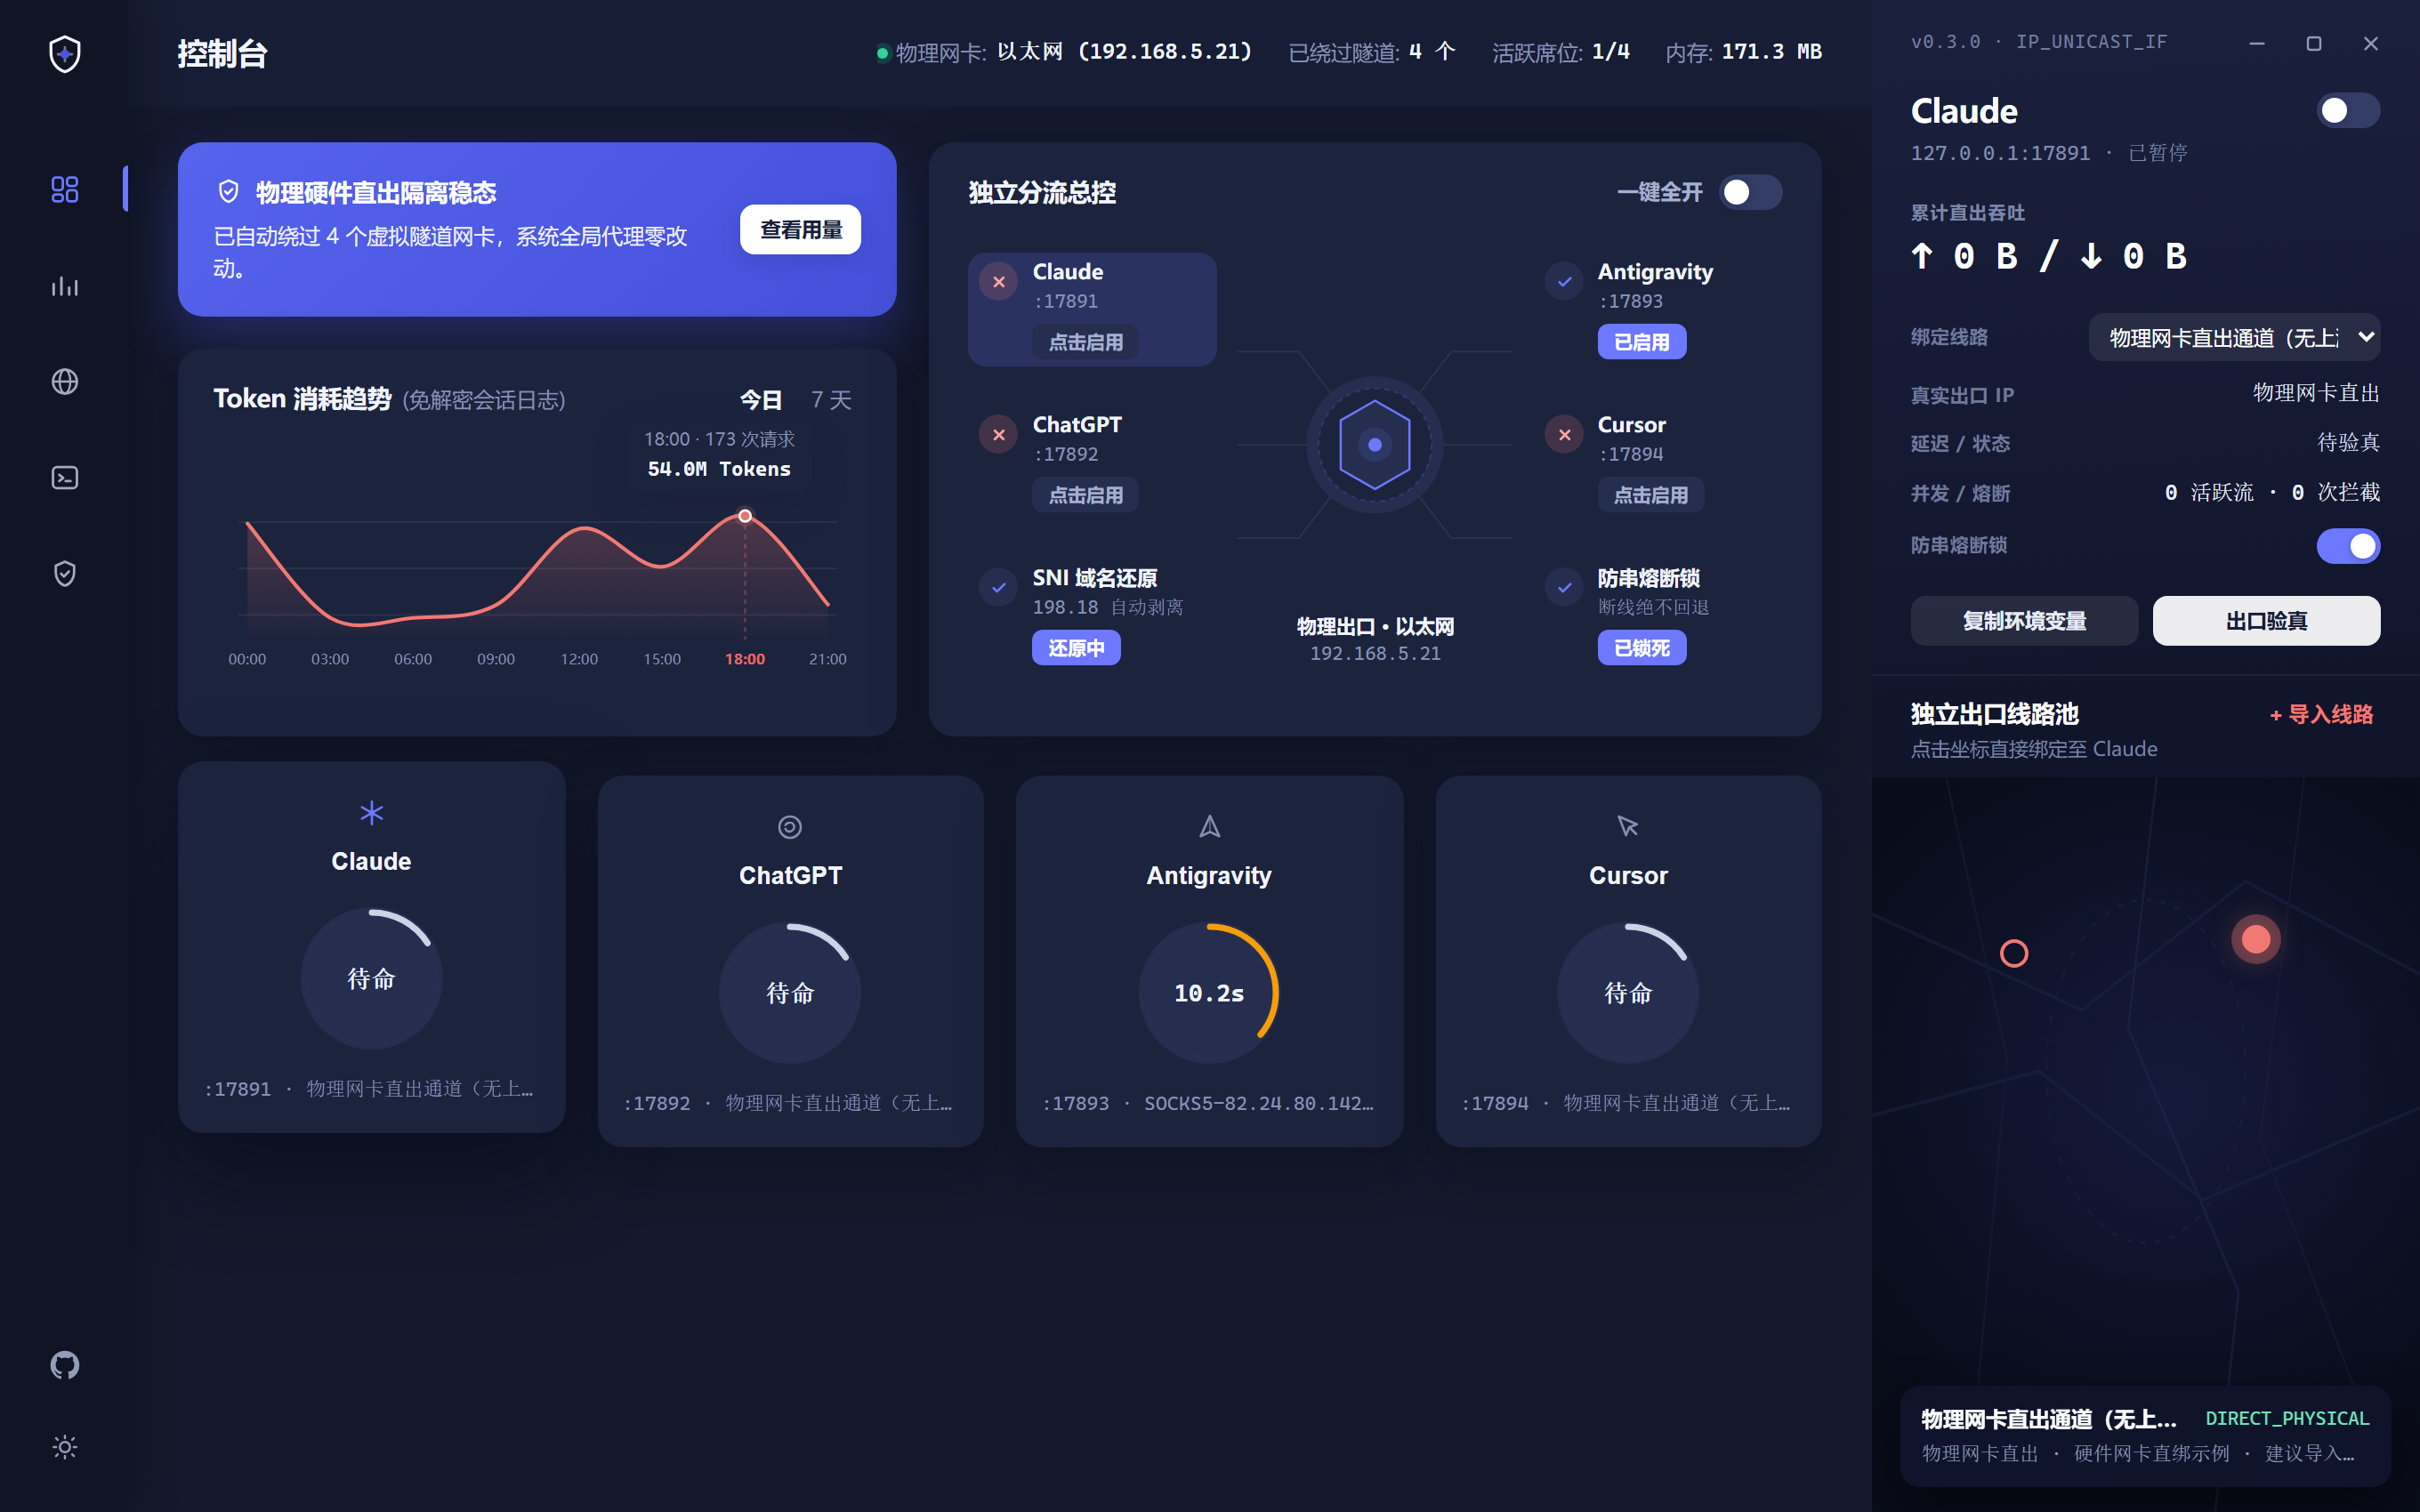 控制台
物理网卡: 以太网 (192.168.5.21) 已绕过隧道: 4 个 活跃席位: 1/4 内存: 171.3 MB
物理硬件直出隔离稳态
已自动绕过 4 个虚拟隧道网卡，系统全局代理零改
动。
查看用量
Token 消耗趋势 (免解密会话日志)
今日 7 天
18:00 · 173 次请求
54.0M Tokens
00:00 03:00 06:00 09:00 12:00 15:00 18:00 21:00
独立分流总控
一键全开
Claude
:17891
点击启用
ChatGPT
:17892
点击启用
SNI 域名还原
198.18 自动剥离
还原中
物理出口 • 以太网
192.168.5.21
Antigravity
:17893
已启用
Cursor
:17894
点击启用
防串熔断锁
断线绝不回退
已锁死
Claude
待命
:17891 · 物理网卡直出通道（无上…
ChatGPT
待命
:17892 · 物理网卡直出通道（无上…
Antigravity
10.2s
:17893 · SOCKS5-82.24.80.142…
Cursor
待命
:17894 · 物理网卡直出通道（无上…
v0.3.0 · IP_UNICAST_IF
Claude
127.0.0.1:17891 · 已暂停
累计直出吞吐
↑ 0 B / ↓ 0 B
绑定线路 物理网卡直出通道（无上
真实出口 IP 物理网卡直出
延迟 / 状态 待验真
并发 / 熔断 0 活跃流 · 0 次拦截
防串熔断锁
复制环境变量 出口验真
独立出口线路池 + 导入线路
点击坐标直接绑定至 Claude
物理网卡直出通道（无上… DIRECT_PHYSICAL
物理网卡直出 · 硬件网卡直绑示例 · 建议导入…